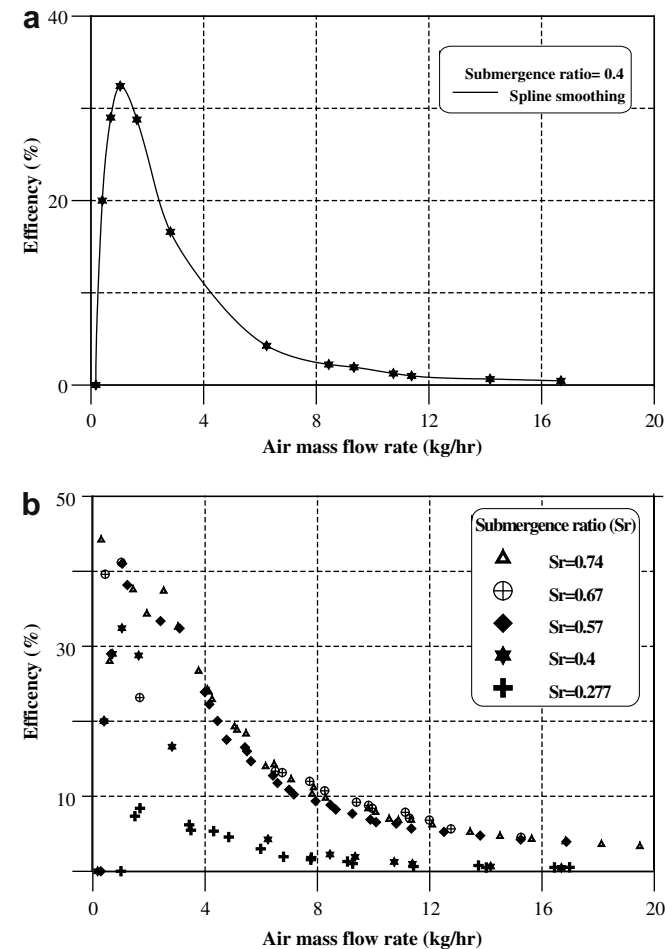 a
40
20
0
Efficency (%)
Submergence ratio= 0.4
Spline smoothing
0 4 8 12 16 20
Air mass flow rate (kg/hr)
b
50
30
10
Efficency (%)
Submergence ratio (Sr)
Sr=0.74
Sr=0.67
Sr=0.57
Sr=0.4
Sr=0.277
0 4 8 12 16 20
Air mass flow rate (kg/hr)